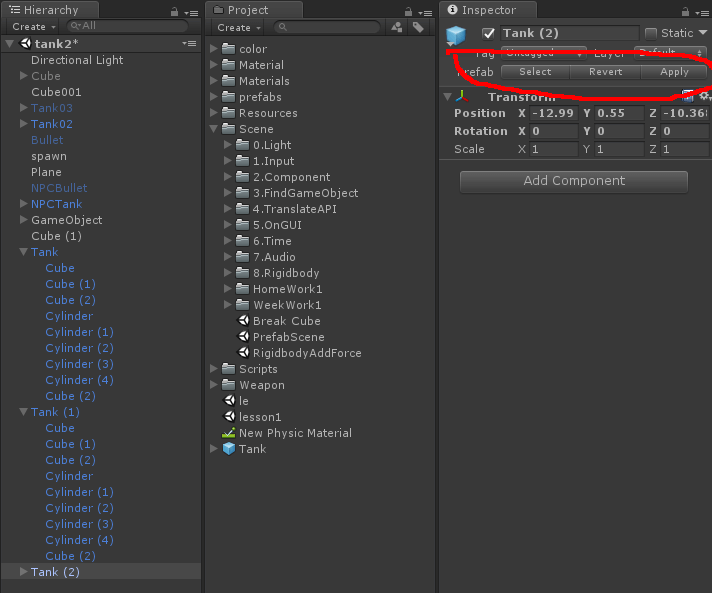 Hierarchy
Create
All
tank2*
Directional Light
Cube
Cube001
Tank03
Tank02
Bullet
spawn
Plane
NPCBullet
NPCTank
GameObject
Cube (1)
Tank
Cube
Cube (1)
Cube (2)
Cylinder
Cylinder (1)
Cylinder (2)
Cylinder (3)
Cylinder (4)
Cube (2)
Tank (1)
Cube
Cube (1)
Cube (2)
Cylinder
Cylinder (1)
Cylinder (2)
Cylinder (3)
Cylinder (4)
Cube (2)
Tank (2)
Project
Create
color
Material
Materials
prefabs
Resources
Scene
0.Light
1.Input
2.Component
3.FindGameObject
4.TranslateAPI
5.OnGUI
6.Time
7.Audio
8.Rigidbody
HomeWork1
WeekWork1
Break Cube
PrefabScene
RigidbodyAddForce
Scripts
Weapon
le
lesson1
New Physic Material
Tank
Inspector
Tank (2) Static
Tag Untagged Layer Default
Prefab Select Revert Apply
Transform
Position X -12.99 Y 0.55 Z -10.368
Rotation X 0 Y 0 Z 0
Scale X 1 Y 1 Z 1
Add Component